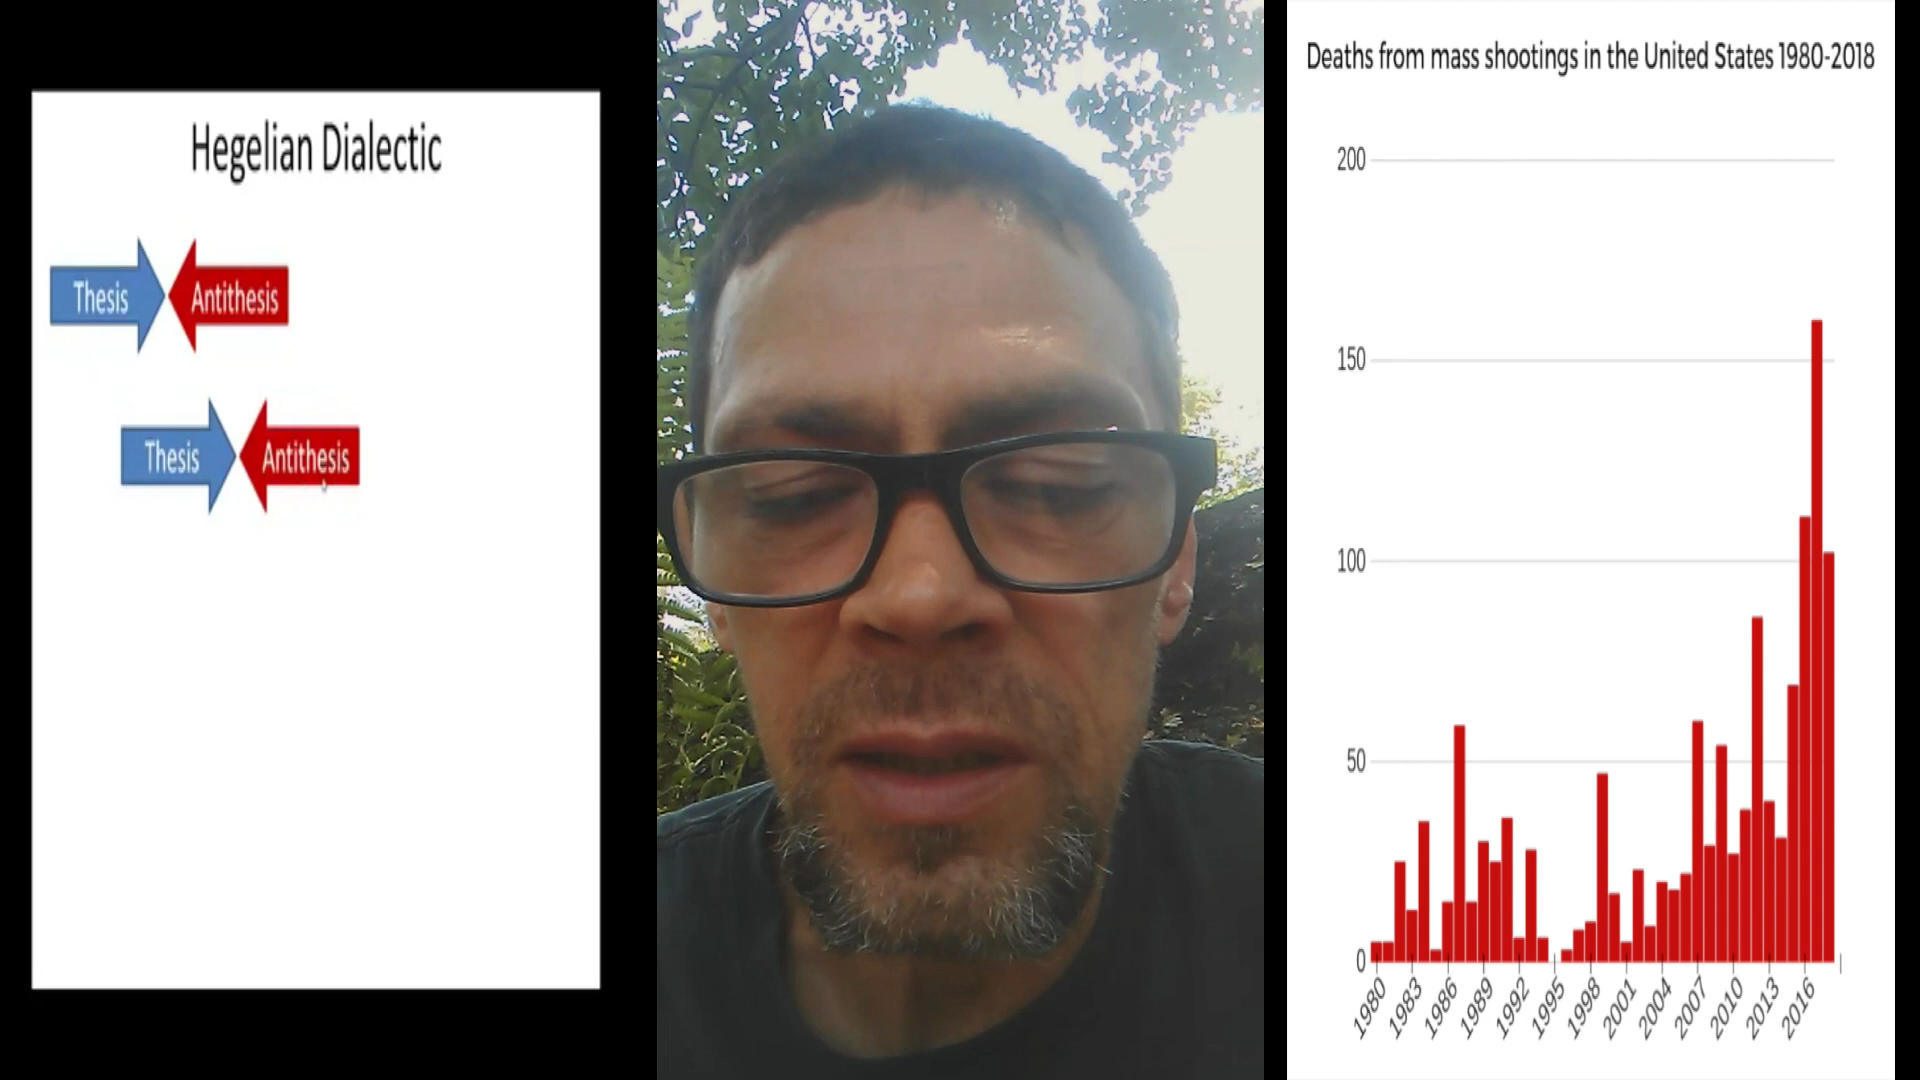 Hegelian Dialectic
Thesis Antithesis
Thesis Antithesis
Deaths from mass shootings in the United States 1980-2018
200
150
100
50
0
1980 1983 1986 1989 1992 1995 1998 2001 2004 2007 2010 2013 2016